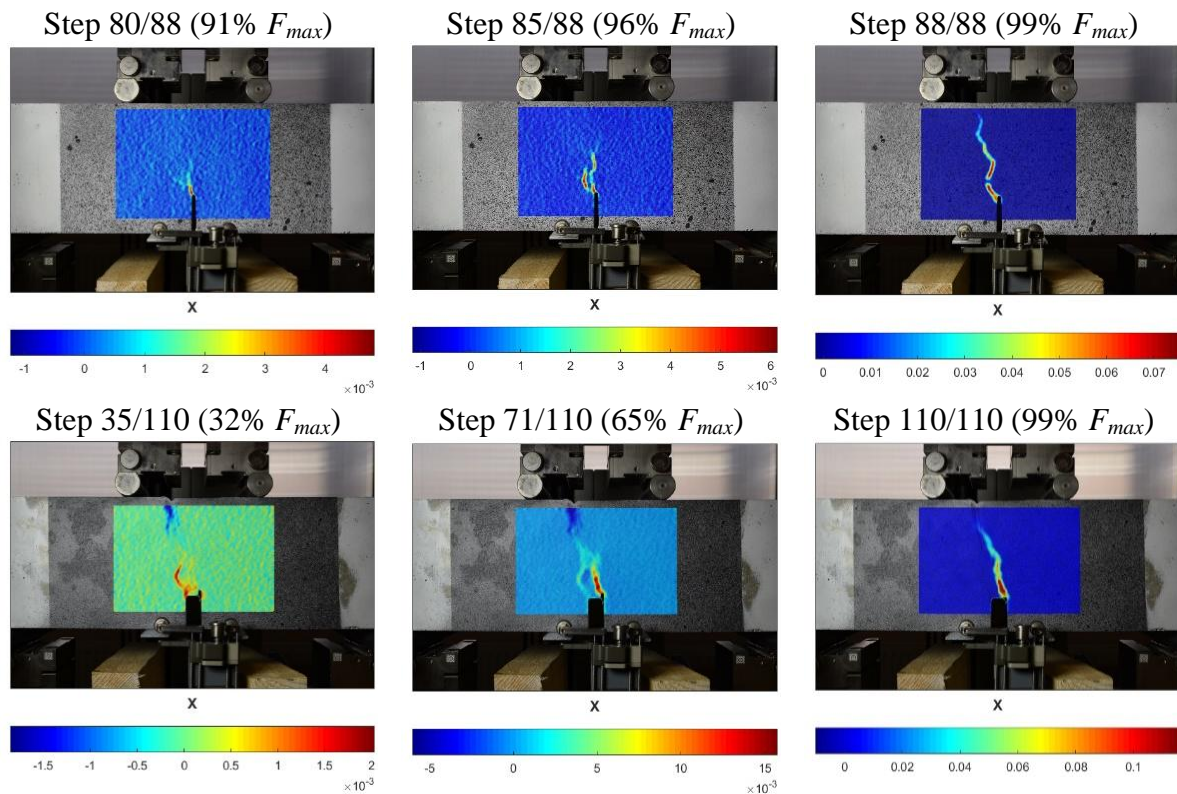 Step 80/88 (91% Fmax)
Step 85/88 (96% Fmax)
Step 88/88 (99% Fmax)
X
X
X
-1 0 1 2 3 4
×10-3
-1 0 1 2 3 4 5 6
×10-3
0 0.01 0.02 0.03 0.04 0.05 0.06 0.07
Step 35/110 (32% Fmax)
Step 71/110 (65% Fmax)
Step 110/110 (99% Fmax)
X
X
X
-1.5 -1 -0.5 0 0.5 1 1.5 2
×10-3
-5 0 5 10 15
×10-3
0 0.02 0.04 0.06 0.08 0.1